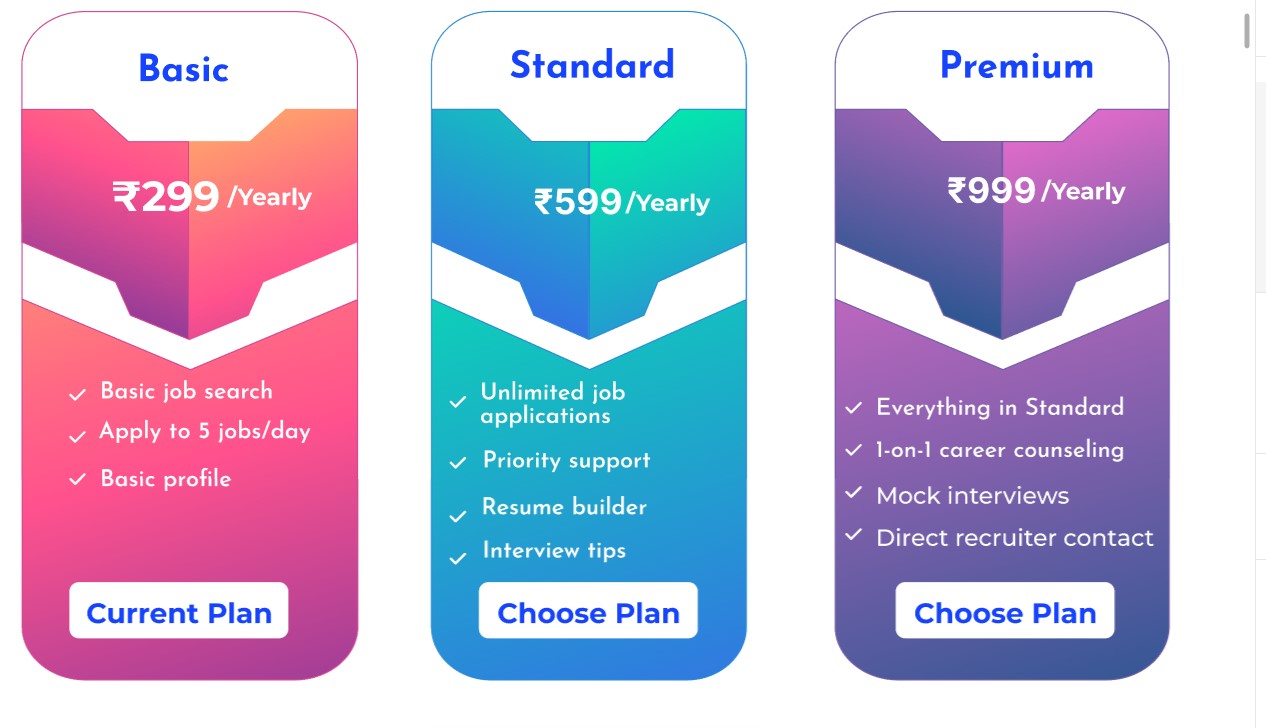 Basic
₹299 /Yearly
Basic job search
Apply to 5 jobs/day
Basic profile
Current Plan
Standard
₹599/Yearly
Unlimited job
applications
Priority support
Resume builder
Interview tips
Choose Plan
Premium
₹999 /Yearly
Everything in Standard
1-on-1 career counseling
Mock interviews
Direct recruiter contact
Choose Plan